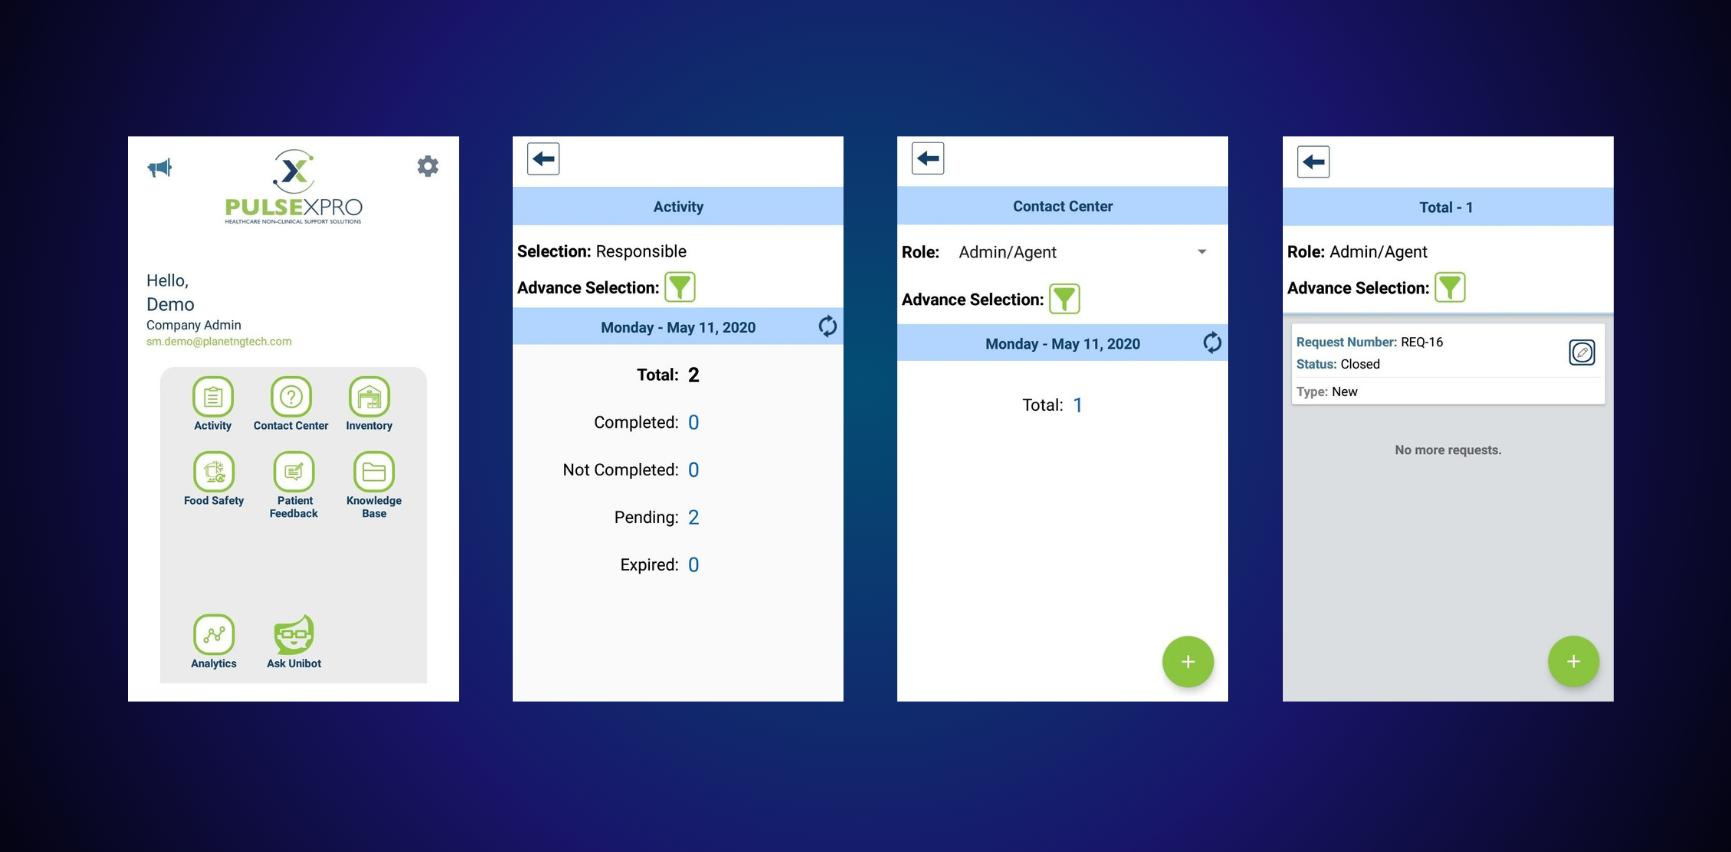 PULSEXPRO
HEALTHCARE NON-CLINICAL SUPPORT SOLUTIONS
Hello,
Demo
Company Admin
sm.demo@planetngtech.com
Activity
Contact Center
Inventory
Food Safety
Patient
Feedback
Knowledge
Base
Analytics
Ask Unibot
Activity
Selection: Responsible
Advance Selection:
Monday - May 11, 2020
Total: 2
Completed: 0
Not Completed: 0
Pending: 2
Expired: 0
Contact Center
Role: Admin/Agent
Advance Selection:
Monday - May 11, 2020
Total: 1
+
Total - 1
Role: Admin/Agent
Advance Selection:
Request Number: REQ-16
Status: Closed
Type: New
No more requests.
+